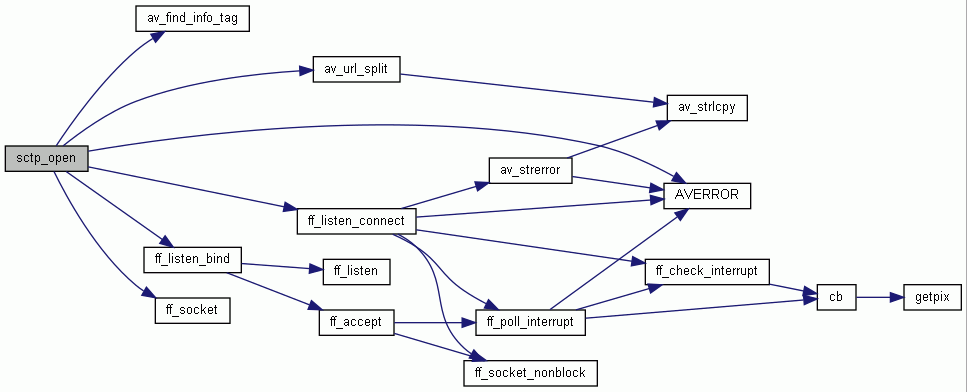 av_find_info_tag
av_url_split
av_strlcpy
sctp_open
av_strerror
AVERROR
ff_listen_connect
ff_listen_bind
ff_listen
ff_check_interrupt
cb
getpix
ff_socket
ff_accept
ff_poll_interrupt
ff_socket_nonblock